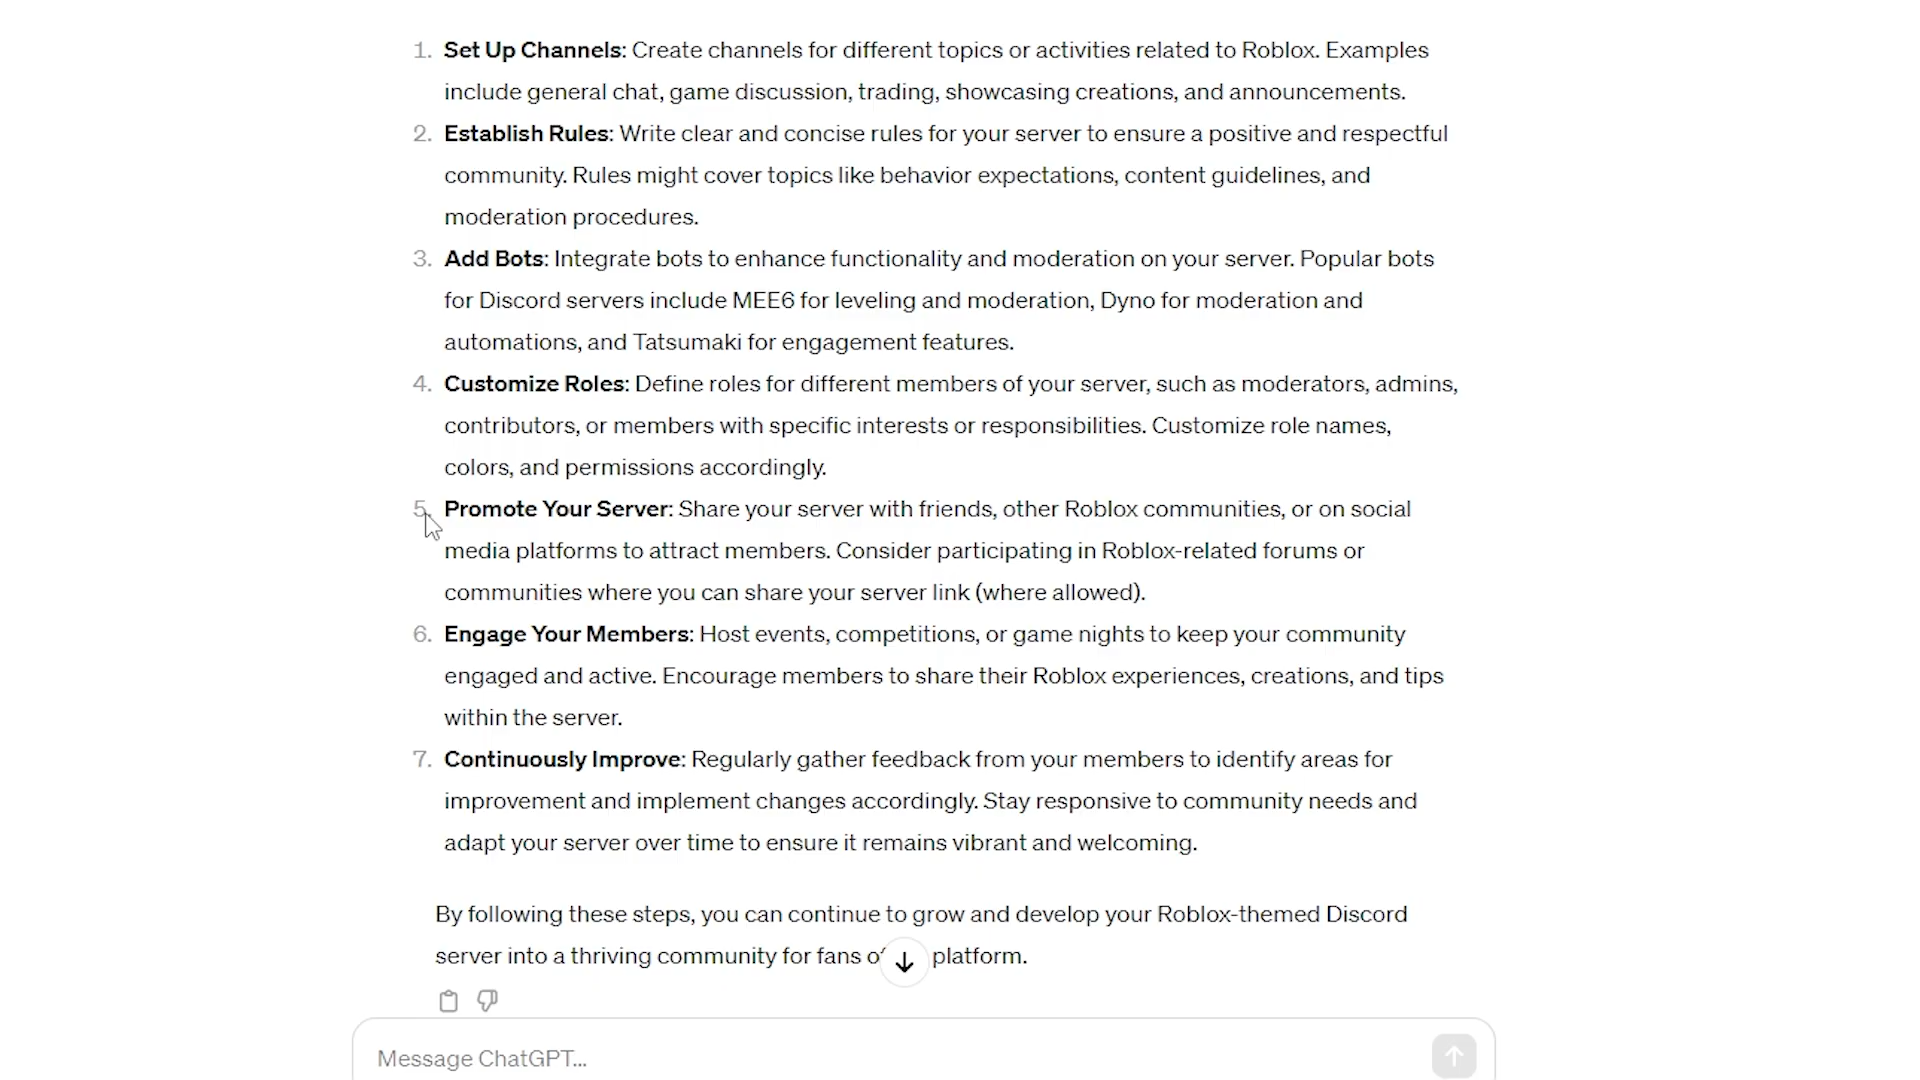 1. Set Up Channels: Create channels for different topics or activities related to Roblox. Examples
include general chat, game discussion, trading, showcasing creations, and announcements.
2. Establish Rules: Write clear and concise rules for your server to ensure a positive and respectful
community. Rules might cover topics like behavior expectations, content guidelines, and
moderation procedures.
3. Add Bots: Integrate bots to enhance functionality and moderation on your server. Popular bots
for Discord servers include MEE6 for leveling and moderation, Dyno for moderation and
automations, and Tatsumaki for engagement features.
4. Customize Roles: Define roles for different members of your server, such as moderators, admins,
contributors, or members with specific interests or responsibilities. Customize role names,
colors, and permissions accordingly.
5. Promote Your Server: Share your server with friends, other Roblox communities, or on social
media platforms to attract members. Consider participating in Roblox-related forums or
communities where you can share your server link (where allowed).
6. Engage Your Members: Host events, competitions, or game nights to keep your community
engaged and active. Encourage members to share their Roblox experiences, creations, and tips
within the server.
7. Continuously Improve: Regularly gather feedback from your members to identify areas for
improvement and implement changes accordingly. Stay responsive to community needs and
adapt your server over time to ensure it remains vibrant and welcoming.
By following these steps, you can continue to grow and develop your Roblox-themed Discord
server into a thriving community for fans platform.
Message ChatGPT...